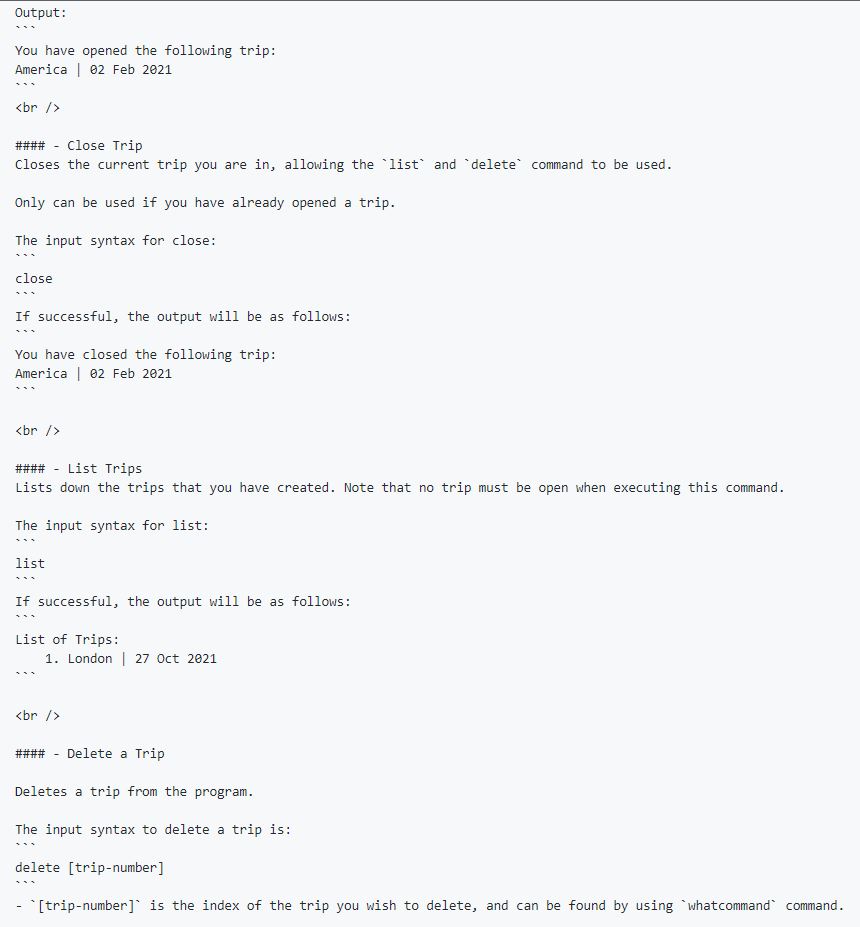 Output:
```
You have opened the following trip:
America | 02 Feb 2021
```
<br />
#### - Close Trip
Closes the current trip you are in, allowing the `list` and `delete` command to be used.
Only can be used if you have already opened a trip.
The input syntax for close:
```
close
```
If successful, the output will be as follows:
```
You have closed the following trip:
America | 02 Feb 2021
```
<br />
#### - List Trips
Lists down the trips that you have created. Note that no trip must be open when executing this command.
The input syntax for list:
```
list
```
If successful, the output will be as follows:
```
List of Trips:
    1. London | 27 Oct 2021
```
<br />
#### - Delete a Trip
Deletes a trip from the program.
The input syntax to delete a trip is:
```
delete [trip-number]
```
- `[trip-number]` is the index of the trip you wish to delete, and can be found by using `whatcommand` command.